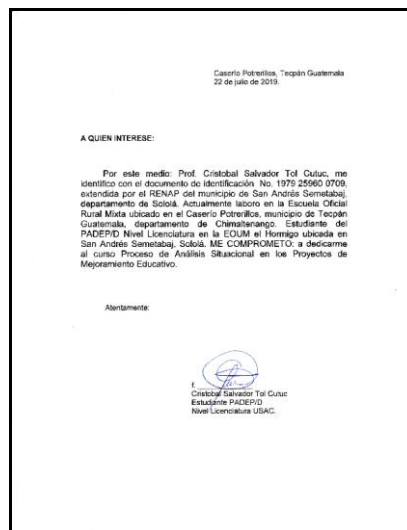 Caserío Potrerillos, Tecpán Guatemala
22 de julio de 2019.
A QUIEN INTERESE:
Por este medio: Prof. Cristobal Salvador Tol Cutuc, me
identifico con el documento de identificación No. 1979 25960 0709,
extendida por el RENAP del municipio de San Andrés Semetabaj,
departamento de Sololá. Actualmente laboro en la Escuela Oficial
Rural Mixta ubicado en el Caserío Potrerillos, municipio de Tecpán
Guatemala, departamento de Chimaltenango. Estudiante del
PADEP/D Nivel Licenciatura en la EOUM el Hormigo ubicada en
San Andrés Semetabaj, Sololá. ME COMPROMETO: a dedicarme
al curso Proceso de Análisis Situacional en los Proyectos de
Mejoramiento Educativo.
Atentamente:
f.
Cristobal Salvador Tol Cutuc
Estudiante PADEP/D
Nivel Licenciatura USAC.